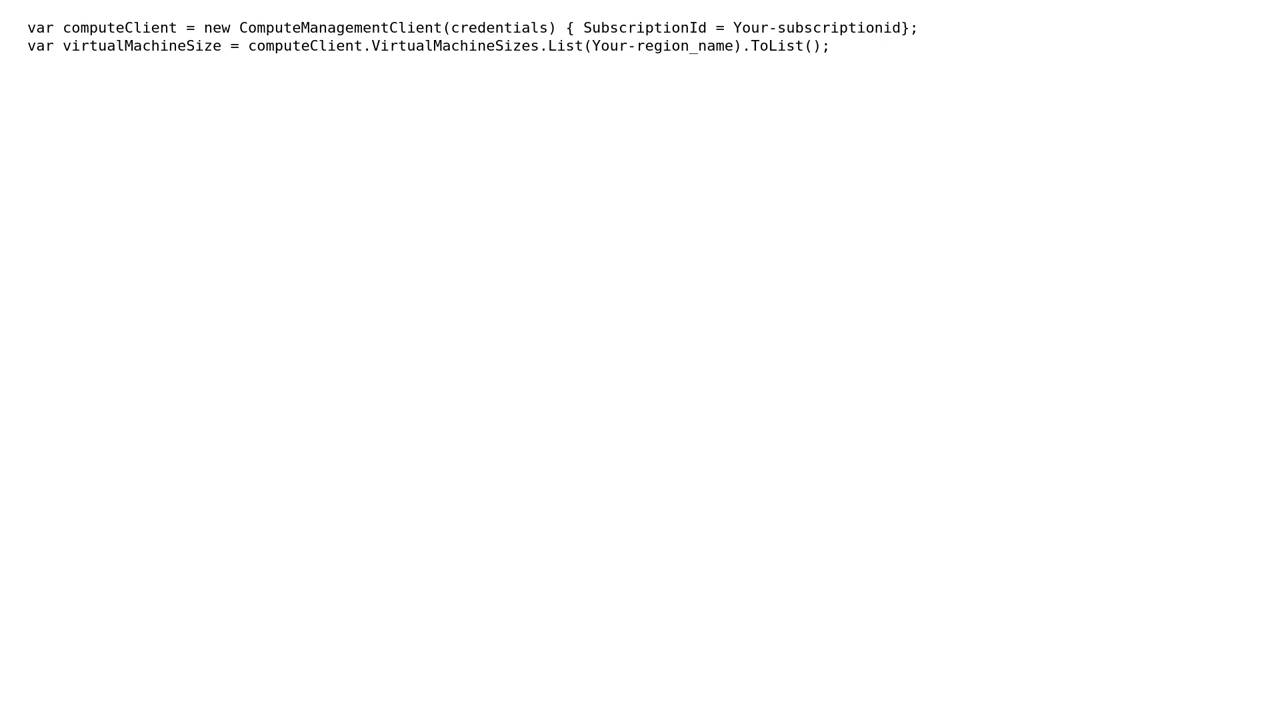 var computeClient = new ComputeManagementClient(credentials) { SubscriptionId = Your-subscriptionid};
var virtualMachineSize = computeClient.VirtualMachineSizes.List(Your-region_name).ToList();